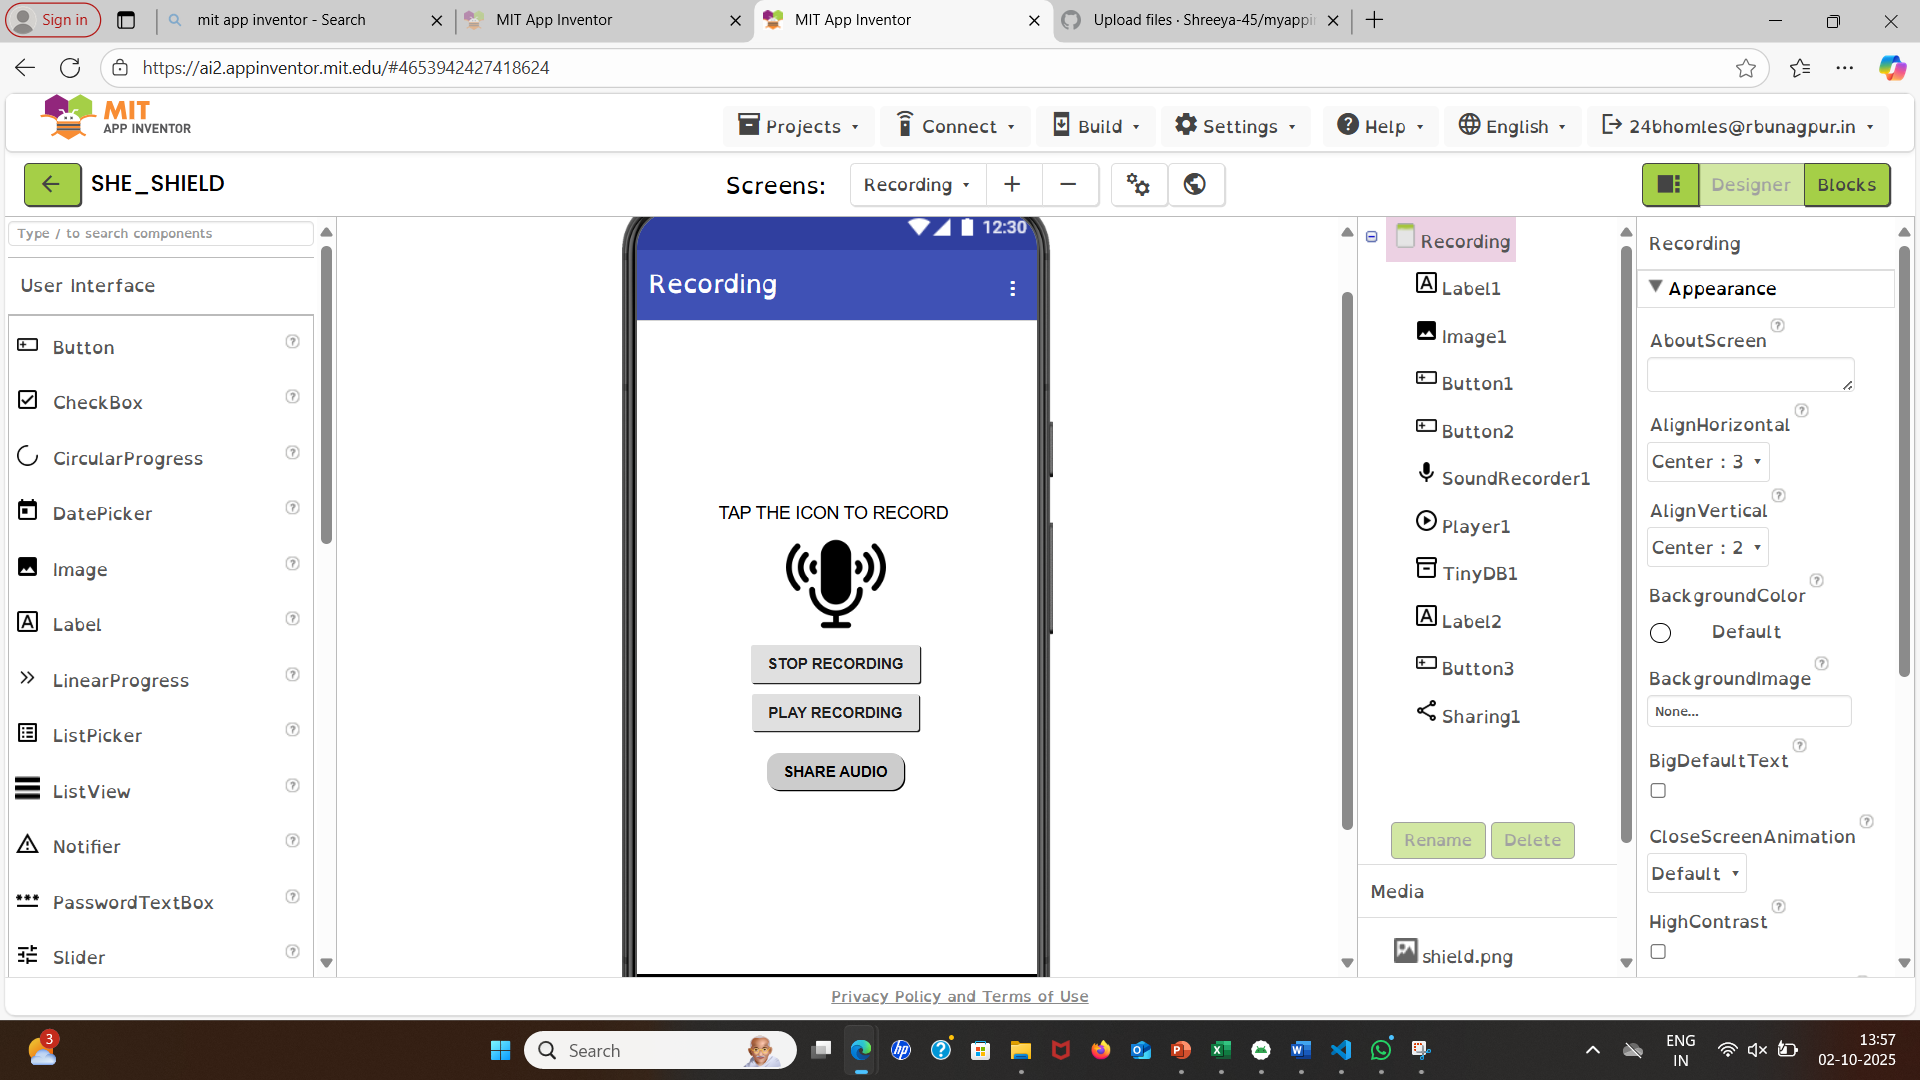 Sign in
mit app inventor - Search
MIT App Inventor
MIT App Inventor
Upload files · Shreeya-45/myappin
https://ai2.appinventor.mit.edu/#4653942427418624
MIT
APP INVENTOR
Projects
Connect
Build
Settings
Help
English
24bhomles@rbunagpur.in
SHE_SHIELD
Screens:
Recording
Designer
Blocks
Type / to search components
User Interface
Button
CheckBox
CircularProgress
DatePicker
Image
Label
LinearProgress
ListPicker
ListView
Notifier
PasswordTextBox
Slider
12:30
Recording
TAP THE ICON TO RECORD
STOP RECORDING
PLAY RECORDING
SHARE AUDIO
Recording
Label1
Image1
Button1
Button2
SoundRecorder1
Player1
TinyDB1
Label2
Button3
Sharing1
Rename
Delete
Media
shield.png
Recording
Appearance
AboutScreen
AlignHorizontal
Center : 3
AlignVertical
Center : 2
BackgroundColor
Default
BackgroundImage
None...
BigDefaultText
CloseScreenAnimation
Default
HighContrast
Privacy Policy and Terms of Use
3
Search
ENG
IN
13:57
02-10-2025